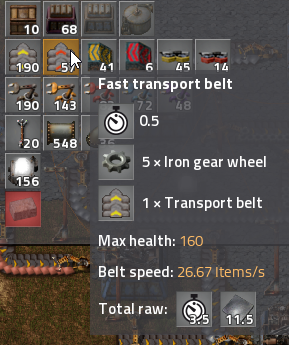 10 68
190 57 41 6 45 14
Fast transport belt
190 143 72 48
0.5
20 548
5 × Iron gear wheel
156
1 × Transport belt
Max health: 160
Belt speed: 26.67 Items/s
Total raw: 3.5 11.5